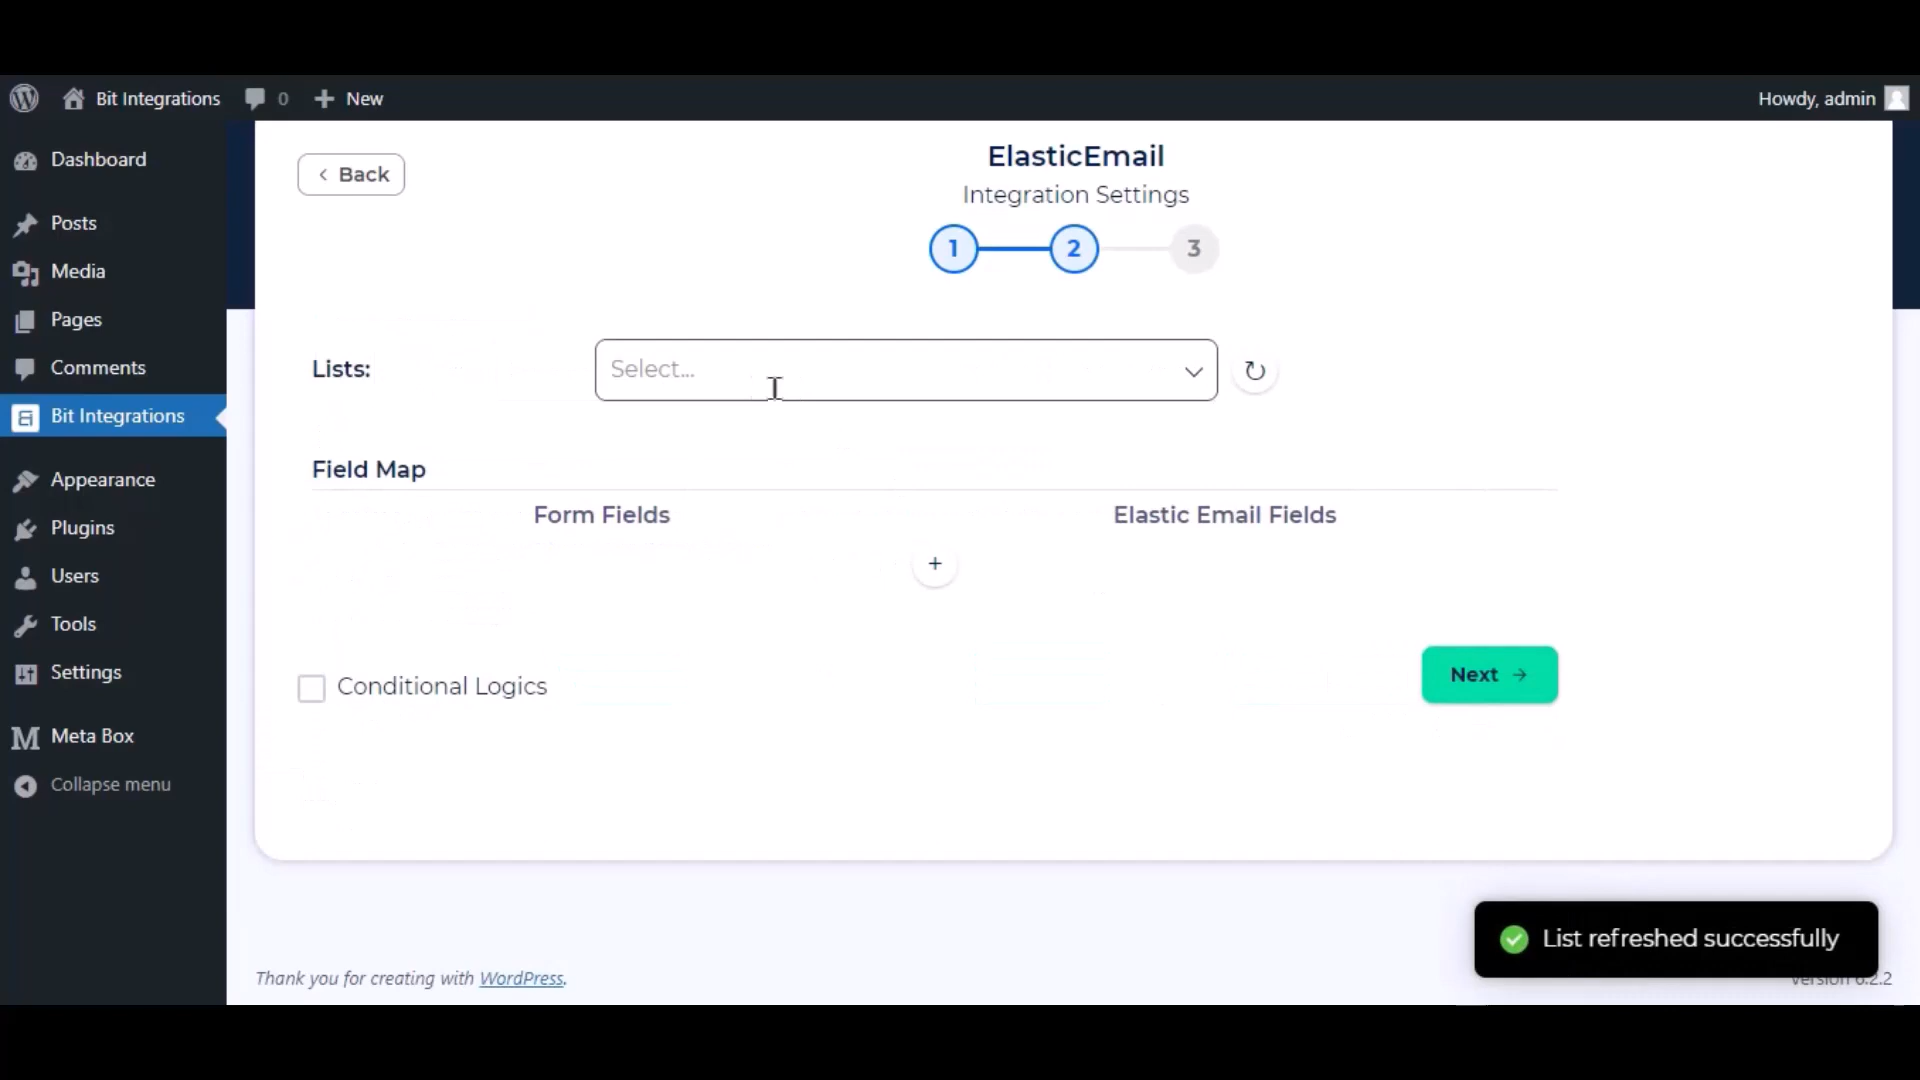 Bit Integrations
0
New
Howdy, admin
Dashboard
Posts
Media
Pages
Comments
Bit Integrations
Appearance
Plugins
Users
Tools
Settings
Meta Box
Collapse menu
Back
ElasticEmail
Integration Settings
1
2
3
Lists:
Select...
Field Map
Form Fields
Elastic Email Fields
+
Conditional Logics
Next
List refreshed successfully
Thank you for creating with WordPress.
Version 6.2.2